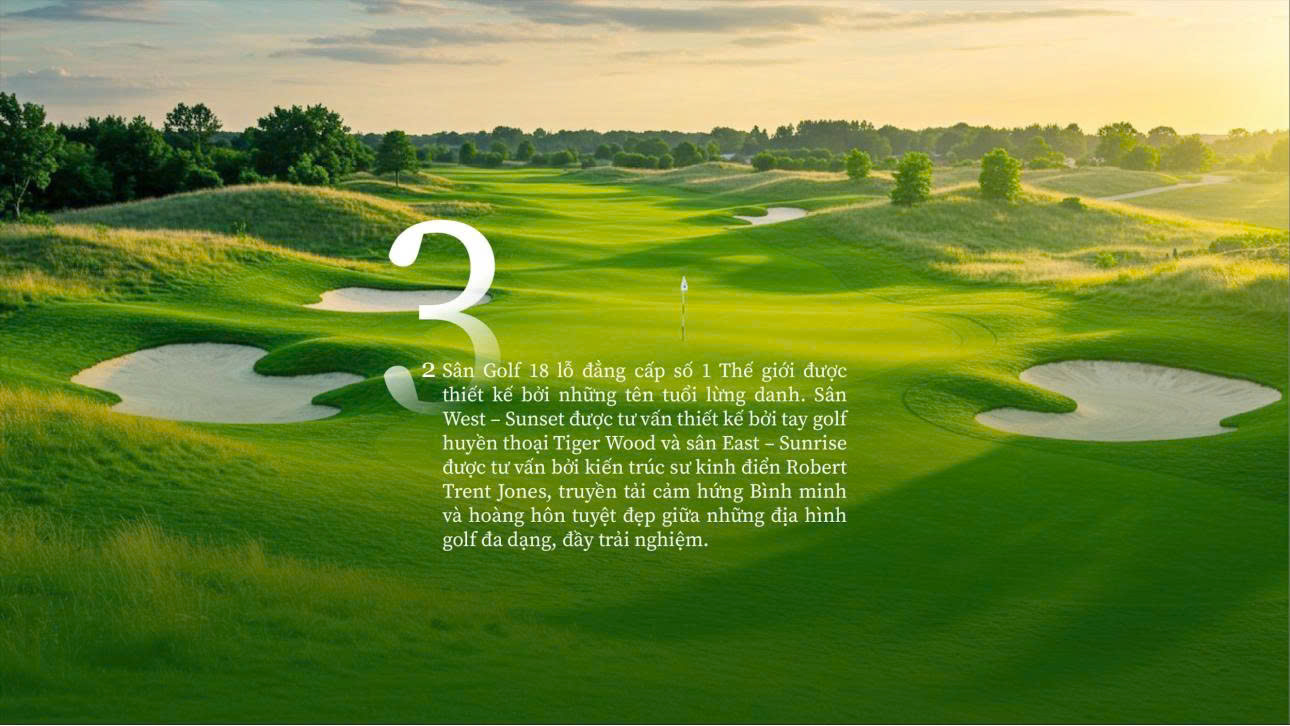 3
2 Sân Golf 18 lỗ đẳng cấp số 1 Thế giới được
thiết kế bởi những tên tuổi lừng danh. Sân
West – Sunset được tư vấn thiết kế bởi tay golf
huyền thoại Tiger Wood và sân East – Sunrise
được tư vấn bởi kiến trúc sư kinh điển Robert
Trent Jones, truyền tải cảm hứng Bình minh
và hoàng hôn tuyệt đẹp giữa những địa hình
golf đa dạng, đầy trải nghiệm.